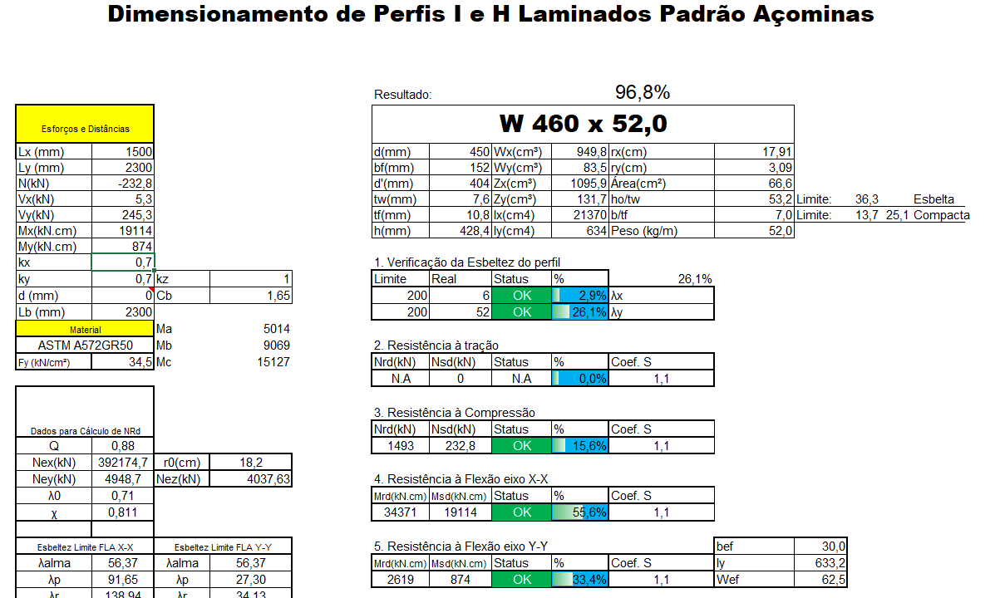 Dimensionamento de Perfis I e H Laminados Padrão Açominas
Resultado: 96,8%
W 460 x 52,0
Esforços e Distâncias
Lx (mm) 1500
Ly (mm) 2300
N(kN) -232,8
Vx(kN) 5,3
Vy(kN) 245,3
Mx(kN.cm) 19114
My(kN.cm) 874
kx 0,7
ky 0,7 kz 1
d (mm) 0 Cb 1,65
Lb (mm) 2300
Material Ma 5014
ASTM A572GR50 Mb 9069
Fy (kN/cm²) 34,5 Mc 15127
d(mm) 450 Wx(cm³) 949,8 rx(cm) 17,91
bf(mm) 152 Wy(cm³) 83,5 ry(cm) 3,09
d'(mm) 404 Zx(cm³) 1095,9 Área(cm²) 66,6
tw(mm) 7,6 Zy(cm³) 131,7 ho/tw 53,2 Limite: 36,3 Esbelta
tf(mm) 10,8 Ix(cm4) 21370 b/tf 7,0 Limite: 13,7 25,1 Compacta
h(mm) 428,4 Iy(cm4) 634 Peso (kg/m) 52,0
1. Verificação da Esbeltez do perfil
Limite Real Status % 26,1%
200 6 OK 2,9% λx
200 52 OK 26,1% λy
2. Resistência à tração
Nrd(kN) Nsd(kN) Status % Coef. S
N.A 0 N.A 0,0% 1,1
3. Resistência à Compressão
Nrd(kN) Nsd(kN) Status % Coef. S
1493 232,8 OK 15,6% 1,1
4. Resistência à Flexão eixo X-X
Mrd(kN.cm) Msd(kN.cm) Status % Coef. S
34371 19114 OK 55,6% 1,1
5. Resistência à Flexão eixo Y-Y
Mrd(kN.cm) Msd(kN.cm) Status % Coef. S
2619 874 OK 33,4% 1,1
bef 30,0
Iy 633,2
Wef 62,5
Dados para Cálculo de NRd
Q 0,88
Nex(kN) 392174,7 r0(cm) 18,2
Ney(kN) 4948,7 Nez(kN) 4037,63
λ0 0,71
χ 0,811
Esbeltez Limite FLA X-X Esbeltez Limite FLA Y-Y
λalma 56,37 λalma 56,37
λp 91,65 λp 27,30
λr 138,94 λr 34,13